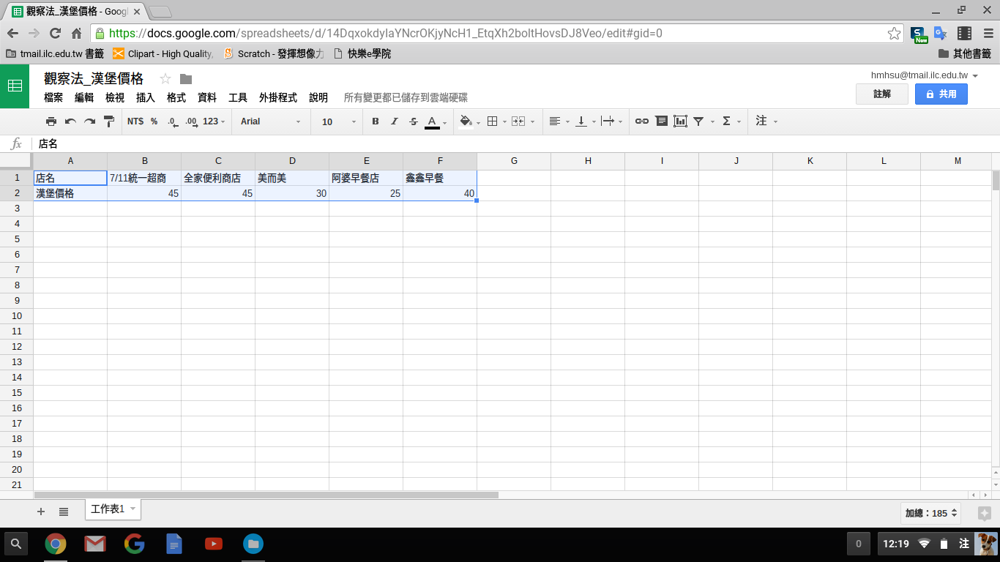 觀察法_漢堡價格 - Goog
https://docs.google.com/spreadsheets/d/14DqxokdyIaYNcrOKjyNcH1_EtqXh2boItHovsDJ8Veo/edit#gid=0
New
tmail.ilc.edu.tw 書籤 Clipart - High Quality, Scratch - 發揮想像力 快樂e學院 其他書籤
觀察法_漢堡價格
hmhsu@tmail.ilc.edu.tw
檔案 編輯 檢視 插入 格式 資料 工具 外掛程式 說明 所有變更都已儲存到雲端硬碟
註解 共用
NT$ % .0 .00 123 Arial 10 B I S A Σ 注
fx 店名
A B C D E F G H I J K L M
1 店名 7/11統一超商 全家便利商店 美而美 阿婆早餐店 鑫鑫早餐
2 漢堡價格 45 45 30 25 40
3
4
5
6
7
8
9
10
11
12
13
14
15
16
17
18
19
20
21
工作表1
加總：185
0 12:19 注